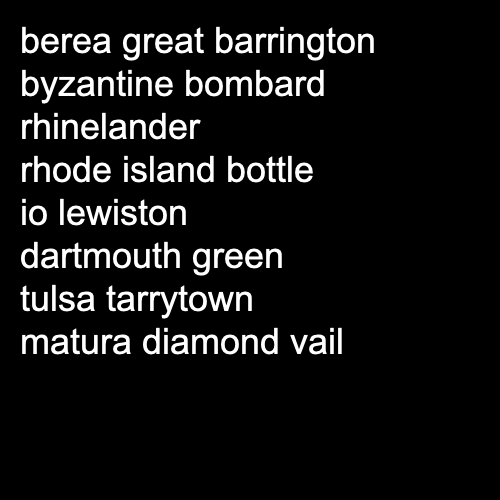 berea great barrington
byzantine bombard
rhinelander
rhode island bottle
io lewiston
dartmouth green
tulsa tarrytown
matura diamond vail